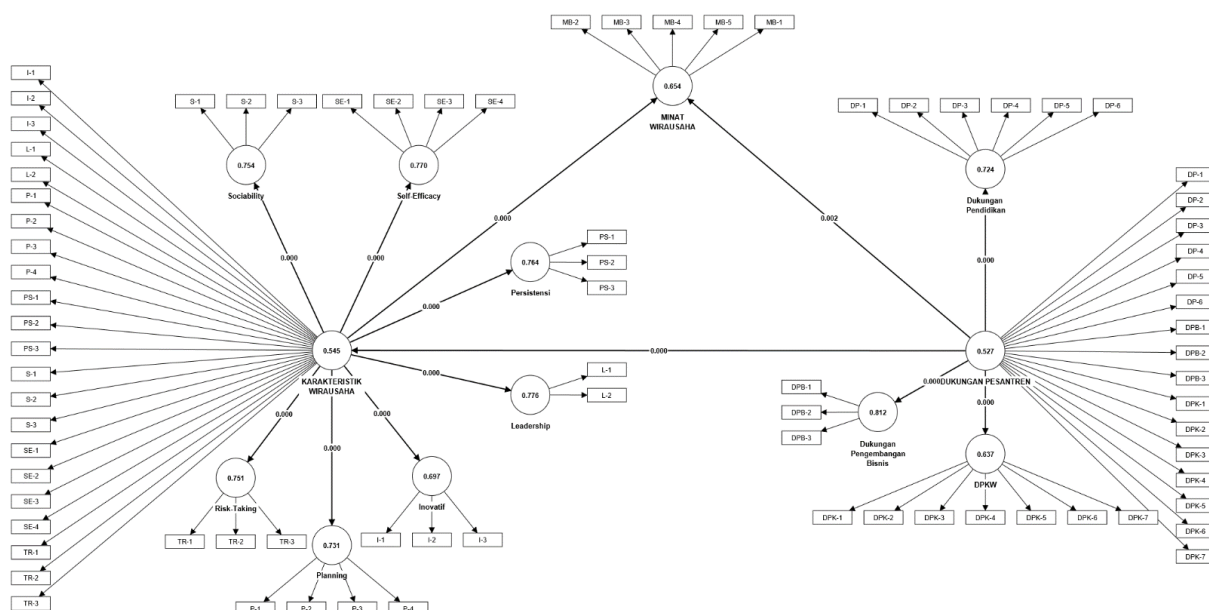 MB-2
MB-3
MB-4
MB-5
MB-1
0.654
MINAT
WIRAUSAHA
I-1
I-2
I-3
L-1
L-2
P-1
P-2
P-3
P-4
PS-1
PS-2
PS-3
S-1
S-2
S-3
SE-1
SE-2
SE-3
SE-4
TR-1
TR-2
TR-3
S-1
S-2
S-3
0.754
Sociability
0.000
SE-1
SE-2
SE-3
SE-4
0.770
Self-Efficacy
0.000
0.000
0.002
PS-1
PS-2
PS-3
0.764
Persistensi
0.000
0.545
KARAKTERISTIK
WIRAUSAHA
0.000
0.000
L-1
L-2
0.776
Leadership
0.000
0.000
0.000
0.751
Risk-Taking
TR-1
TR-2
TR-3
0.731
Planning
P-1
P-2
P-3
P-4
0.697
Inovatif
I-1
I-2
I-3
DP-1
DP-2
DP-3
DP-4
DP-5
DP-6
0.724
Dukungan
Pendidikan
0.000
0.527
DUKUNGAN PESANTREN
0.000
0.000
DPB-1
DPB-2
DPB-3
0.812
Dukungan
Pengembangan
Bisnis
0.637
DPKW
DPK-1
DPK-2
DPK-3
DPK-4
DPK-5
DPK-6
DPK-7
DP-1
DP-2
DP-3
DP-4
DP-5
DP-6
DPB-1
DPB-2
DPB-3
DPK-1
DPK-2
DPK-3
DPK-4
DPK-5
DPK-6
DPK-7